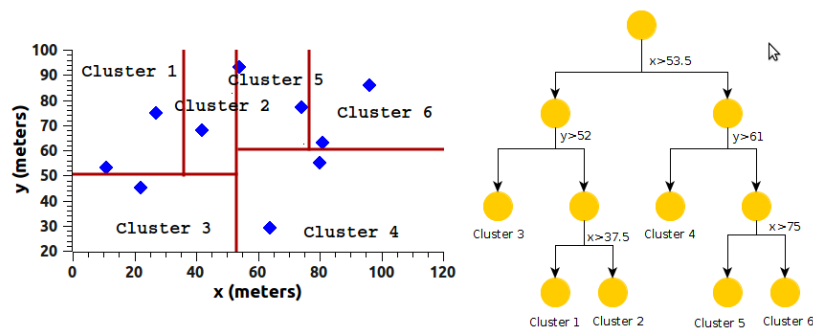 100
90
80
70
60
50
40
30
20
y (meters)
0 20 40 60 80 100 120
x (meters)
Cluster 1
Cluster 2
Cluster 5
Cluster 6
Cluster 3
Cluster 4
x>53.5
y>52
y>61
Cluster 3
x>37.5
Cluster 4
x>75
Cluster 1
Cluster 2
Cluster 5
Cluster 6